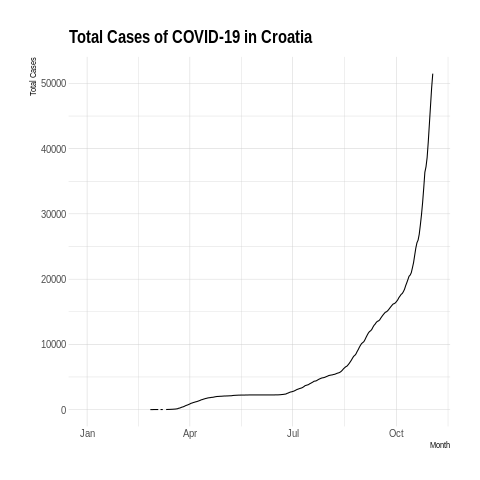 Total Cases of COVID-19 in Croatia
Total Cases
50000
40000
30000
20000
10000
0
Jan Apr Jul Oct
Month